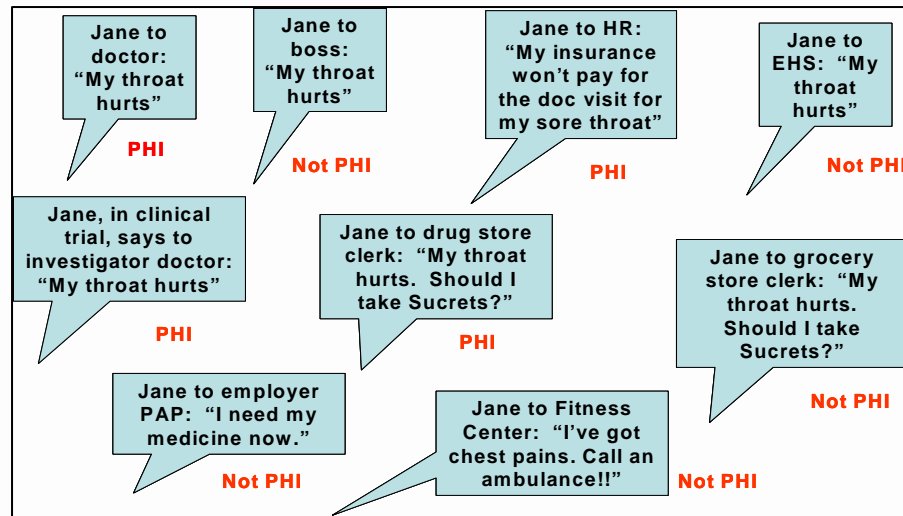 Jane to
doctor:
“My throat
hurts”
PHI
Jane to
boss:
“My throat
hurts”
Not PHI
Jane to HR:
“My insurance
won’t pay for
the doc visit for
my sore throat”
PHI
Jane to
EHS:  “My
throat
hurts”
Not PHI
Jane, in clinical
trial, says to
investigator doctor:
“My throat hurts”
PHI
Jane to drug store
clerk:  “My throat
hurts.  Should I
take Sucrets?”
PHI
Jane to grocery
store clerk:  “My
throat hurts.
Should I take
Sucrets?”
Not PHI
Jane to employer
PAP:  “I need my
medicine now.”
Not PHI
Jane to Fitness
Center:  “I’ve got
chest pains. Call an
ambulance!!”
Not PHI